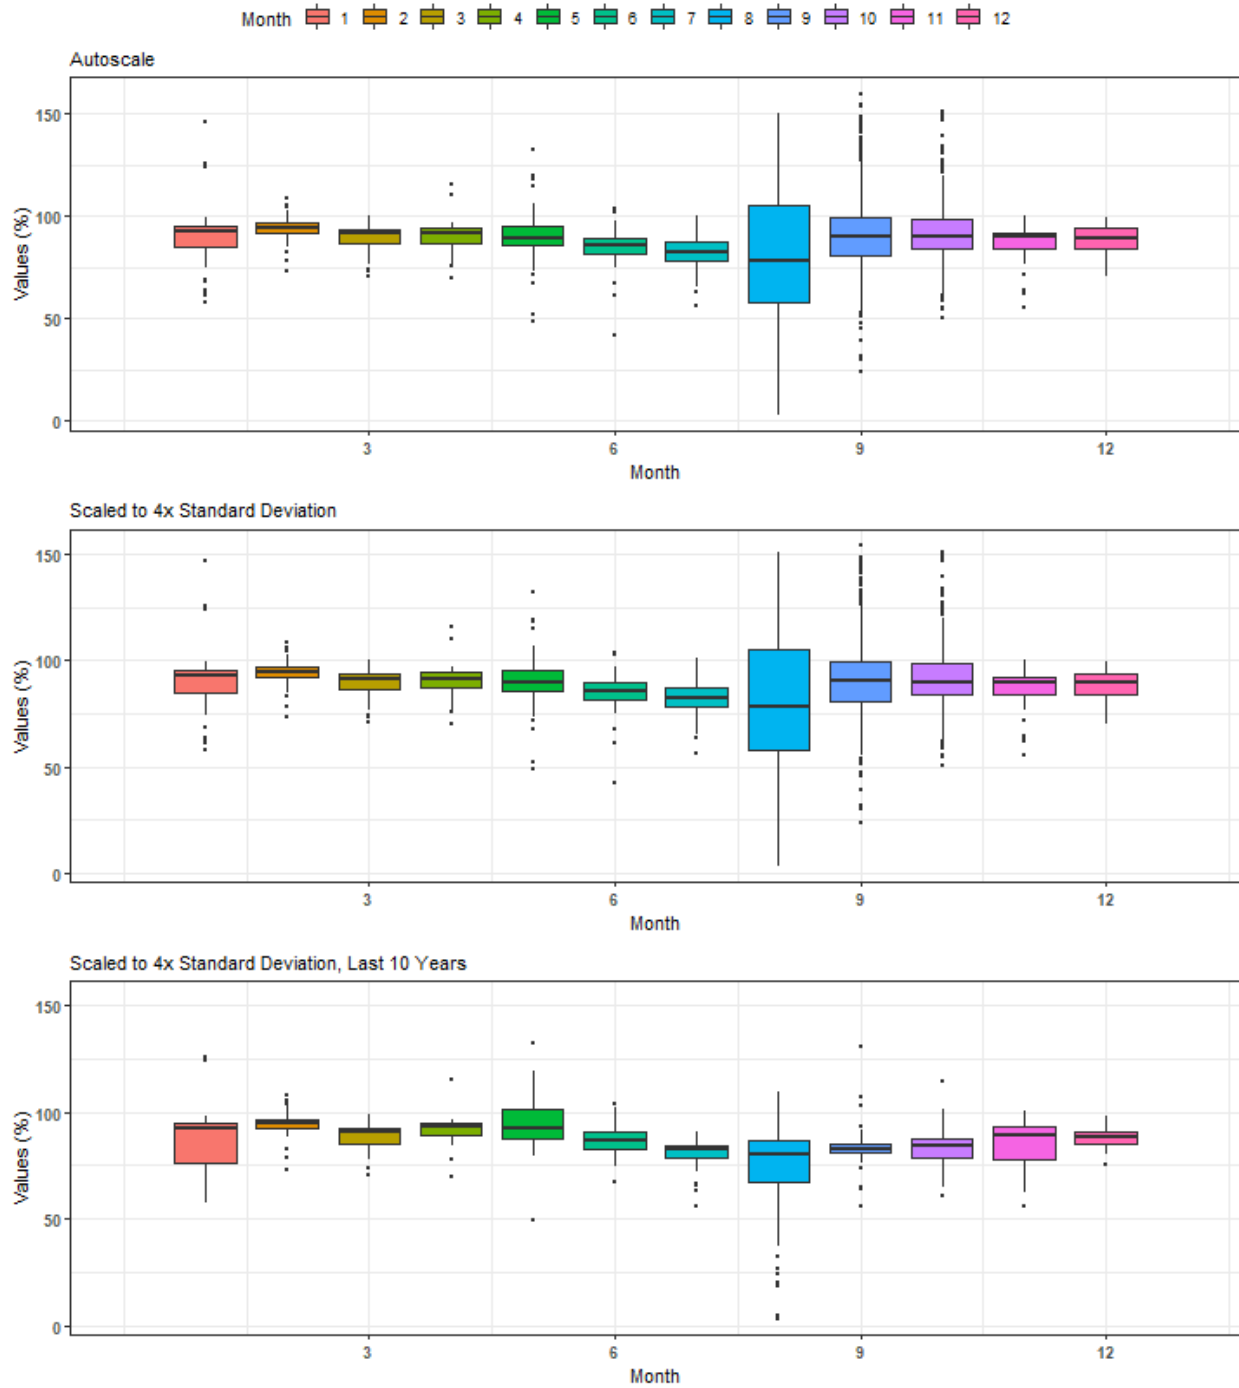 Month 1 2 3 4 5 6 7 8 9 10 11 12
Autoscale
150
100
50
0
Values (%)
3 6 9 12
Month
Scaled to 4x Standard Deviation
150
100
50
0
Values (%)
3 6 9 12
Month
Scaled to 4x Standard Deviation, Last 10 Years
150
100
50
0
Values (%)
3 6 9 12
Month